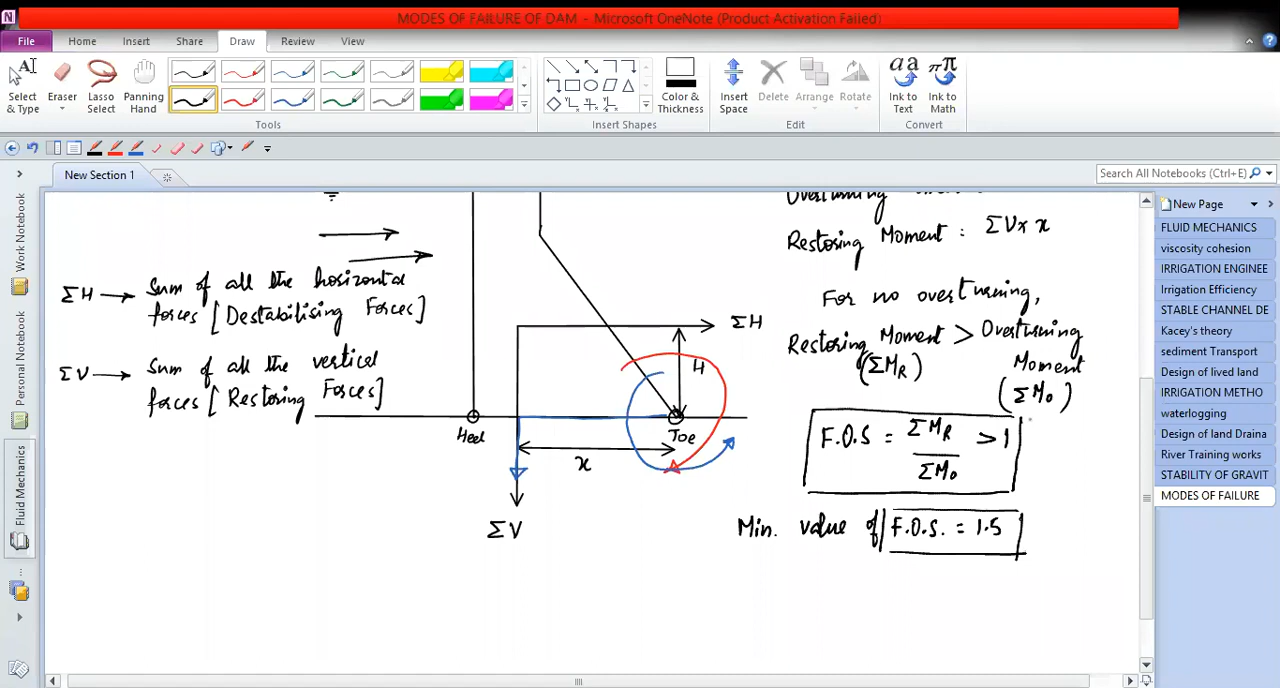 MODES OF FAILURE OF DAM - Microsoft OneNote (Product Activation Failed)
File Home Insert Share Draw Review View
Select & Type
Eraser
Lasso Select
Panning Hand
Color & Thickness
Insert Space
Delete
Arrange
Rotate
Ink to Text
Ink to Math
Tools
Insert Shapes
Edit
Convert
New Section 1
Search All Notebooks (Ctrl+E)
Work Notebook
Personal Notebook
Fluid Mechanics
New Page
FLUID MECHANICS
viscosity cohesion
IRRIGATION ENGINEE
Irrigation Efficiency
STABLE CHANNEL DE
Kacey's theory
sediment Transport
Design of lived land
IRRIGATION METHO
waterlogging
Design of land Draina
River Training works
STABILITY OF GRAVIT
MODES OF FAILURE
ΣH → Sum of all the horizontal
forces [Destabilising Forces]
ΣV → Sum of all the vertical
forces [Restoring Forces]
ΣH
H
Heel
Toe
x
ΣV
Overturning
Restoring Moment : ΣV x x
For no overturning,
Restoring Moment > Overturning
Moment
(ΣMR)
(ΣMo)
F.O.S = ΣMR / ΣMo > 1
Min. value of F.O.S. = 1.5